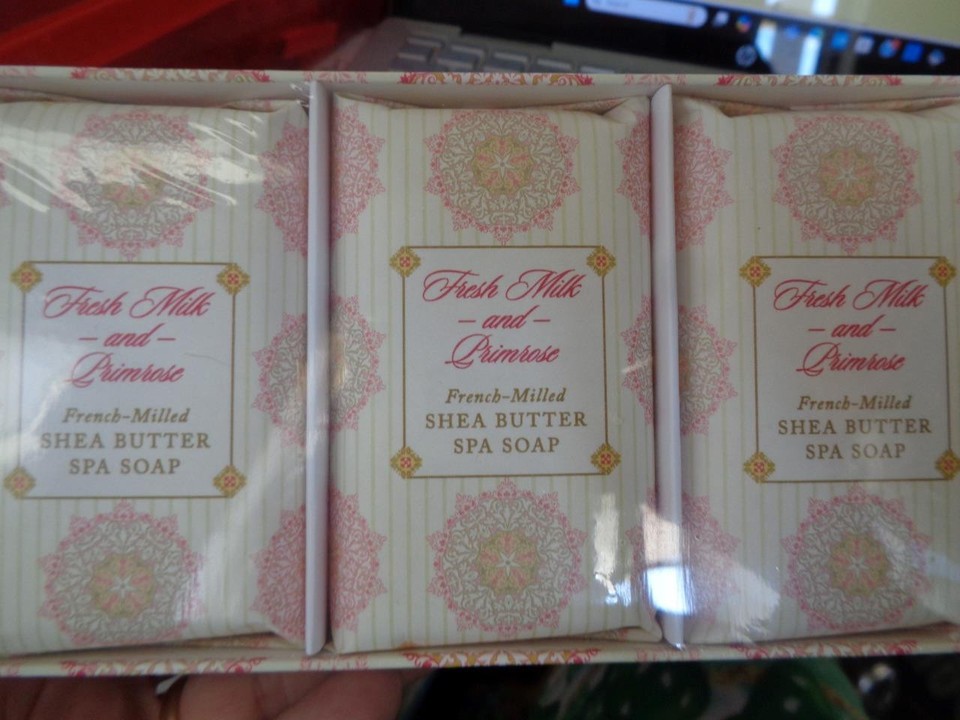 Fresh Milk
– and –
Primrose
French-Milled
SHEA BUTTER
SPA SOAP
Fresh Milk
– and –
Primrose
French-Milled
SHEA BUTTER
SPA SOAP
Fresh Milk
– and –
Primrose
French-Milled
SHEA BUTTER
SPA SOAP